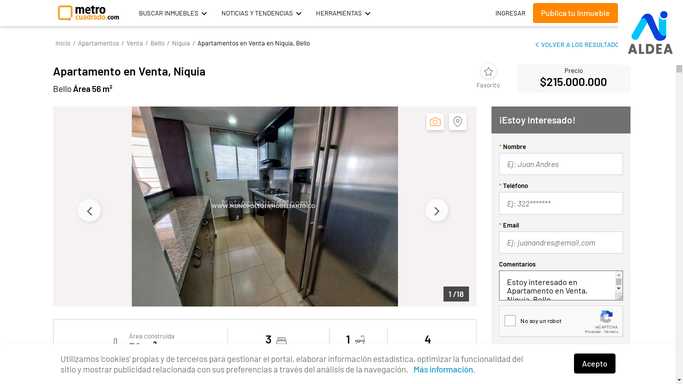 metro
cuadrado.com
BUSCAR INMUEBLES
NOTICIAS Y TENDENCIAS
HERRAMIENTAS
INGRESAR
Publica tu Inmueble
AIDEA
Inicio / Apartamentos / Venta / Bello / Niquia / Apartamentos en Venta en Niquia, Bello
VOLVER A LOS RESULTADO
Apartamento en Venta, Niquia
Bello Área 56 m²
Favorito
Precio
$215.000.000
¡Estoy Interesado!
* Nombre
Ej: Juan Andres
* Teléfono
Ej: 322*******
* Email
Ej: juanandres@email.com
Comentarios
Estoy interesado en
Apartamento en Venta,
Niquia, Bello
No soy un robot
reCAPTCHA
Privacidad - Términos
1 /18
Área construida
3
1
4
Utilizamos 'cookies' propias y de terceros para gestionar el portal, elaborar información estadística, optimizar la funcionalidad del
sitio y mostrar publicidad relacionada con sus preferencias a través del análisis de la navegación. Más información.
Acepto